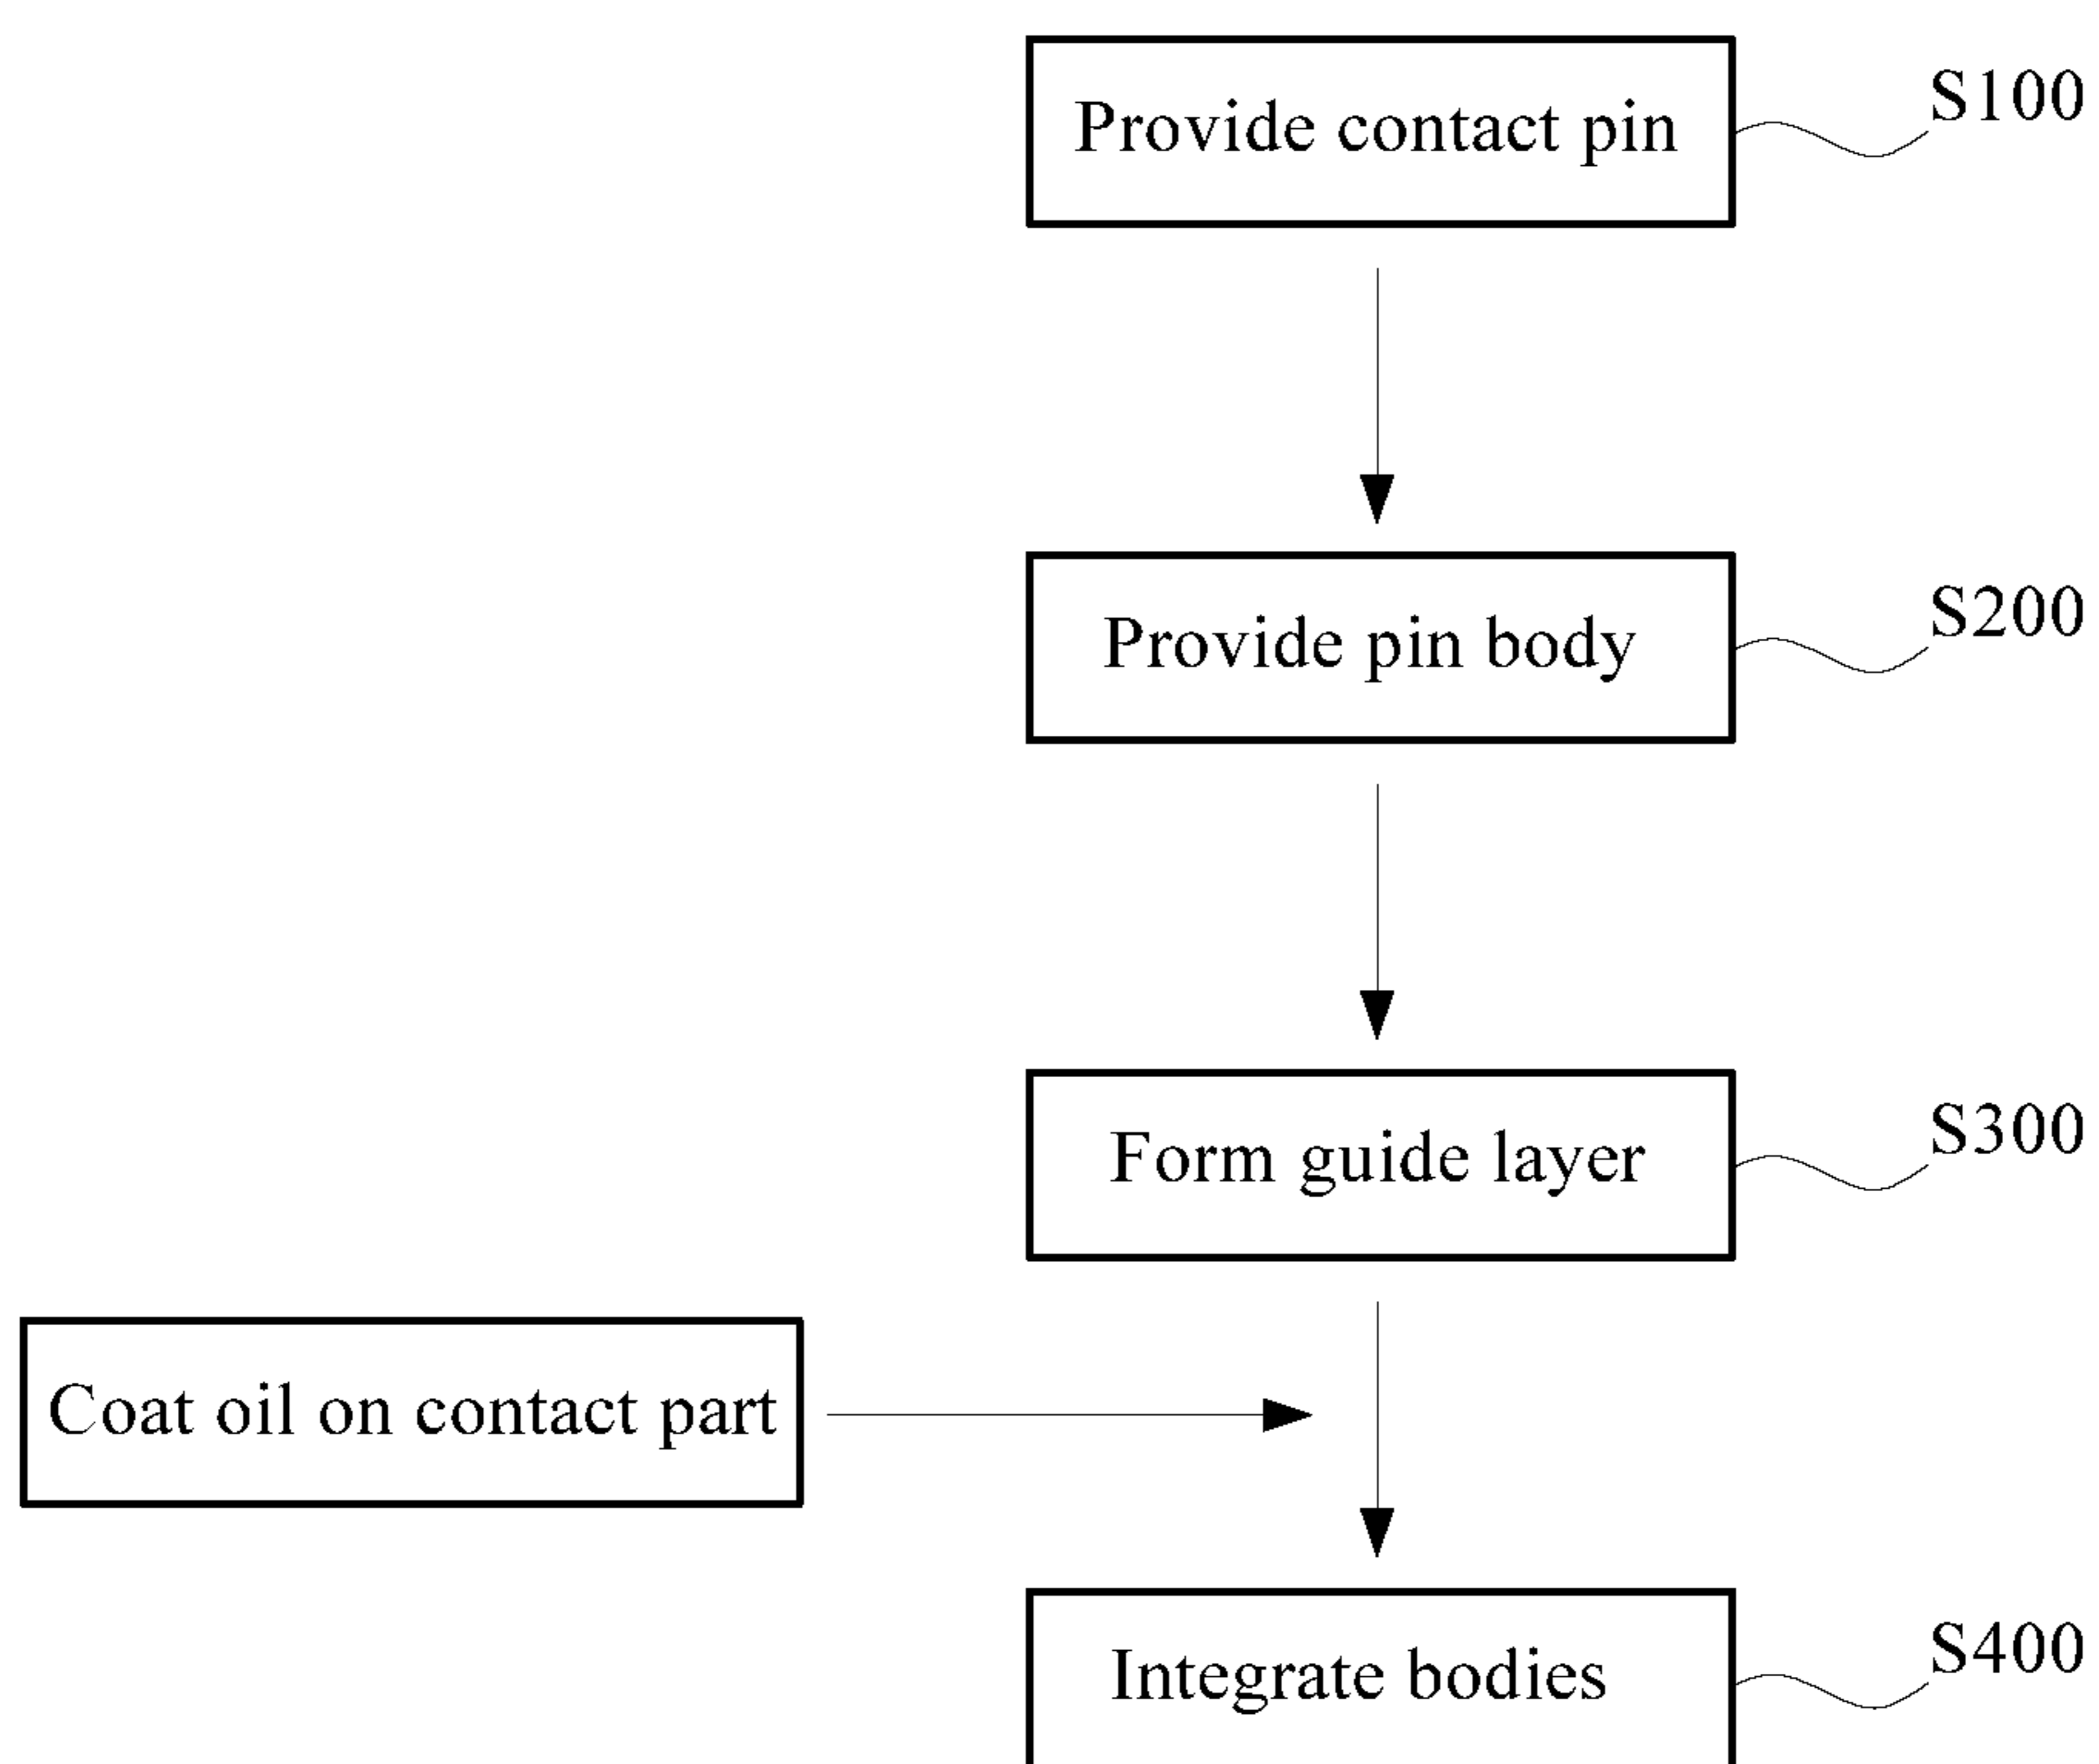 Provide contact pin
S100
Provide pin body
S200
Form guide layer
S300
Coat oil on contact part
Integrate bodies
S400